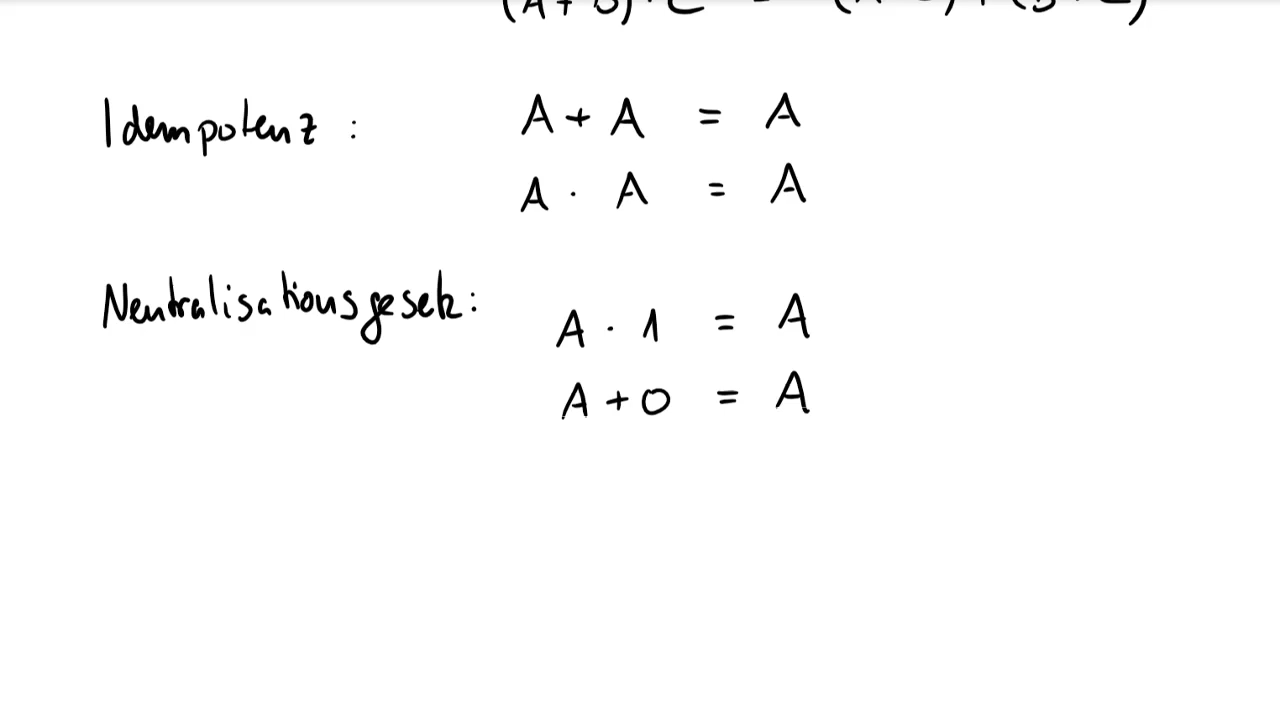 Idempotenz : A + A = A
A · A = A
Neutralisationsgesetz: A · 1 = A
A + 0 = A